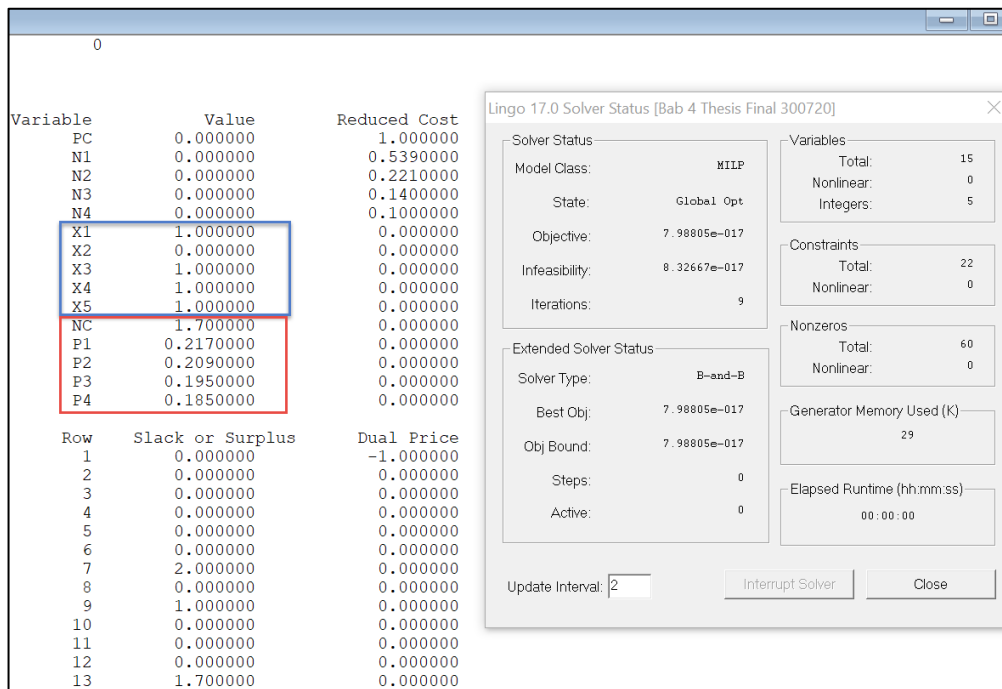 0
Variable Value Reduced Cost
PC 0.000000 1.000000
N1 0.000000 0.5390000
N2 0.000000 0.2210000
N3 0.000000 0.1400000
N4 0.000000 0.1000000
X1 1.000000 0.000000
X2 0.000000 0.000000
X3 1.000000 0.000000
X4 1.000000 0.000000
X5 1.000000 0.000000
NC 1.700000 0.000000
P1 0.2170000 0.000000
P2 0.2090000 0.000000
P3 0.1950000 0.000000
P4 0.1850000 0.000000
Row Slack or Surplus Dual Price
1 0.000000 -1.000000
2 0.000000 0.000000
3 0.000000 0.000000
4 0.000000 0.000000
5 0.000000 0.000000
6 0.000000 0.000000
7 2.000000 0.000000
8 0.000000 0.000000
9 1.000000 0.000000
10 0.000000 0.000000
11 0.000000 0.000000
12 0.000000 0.000000
13 1.700000 0.000000
Lingo 17.0 Solver Status [Bab 4 Thesis Final 300720]
Solver Status
Model Class: MILP
State: Global Opt
Objective: 7.98805e-017
Infeasibility: 8.32667e-017
Iterations: 9
Extended Solver Status
Solver Type: B-and-B
Best Obj: 7.98805e-017
Obj Bound: 7.98805e-017
Steps: 0
Active: 0
Variables
Total: 15
Nonlinear: 0
Integers: 5
Constraints
Total: 22
Nonlinear: 0
Nonzeros
Total: 60
Nonlinear: 0
Generator Memory Used (K)
29
Elapsed Runtime (hh:mm:ss)
00:00:00
Update Interval: 2
Interrupt Solver
Close